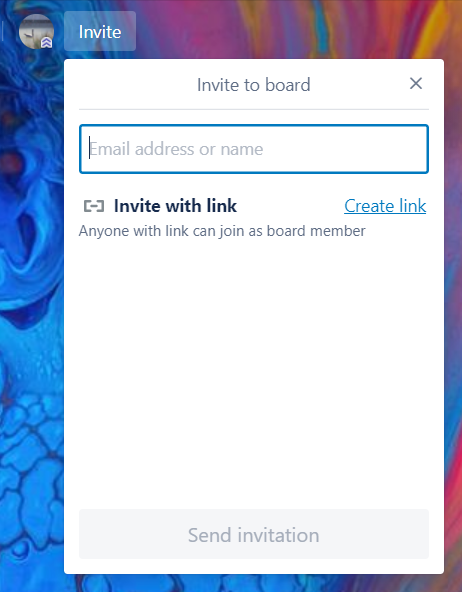 Invite
Invite to board
Email address or name
Invite with link Create link
Anyone with link can join as board member
Send invitation